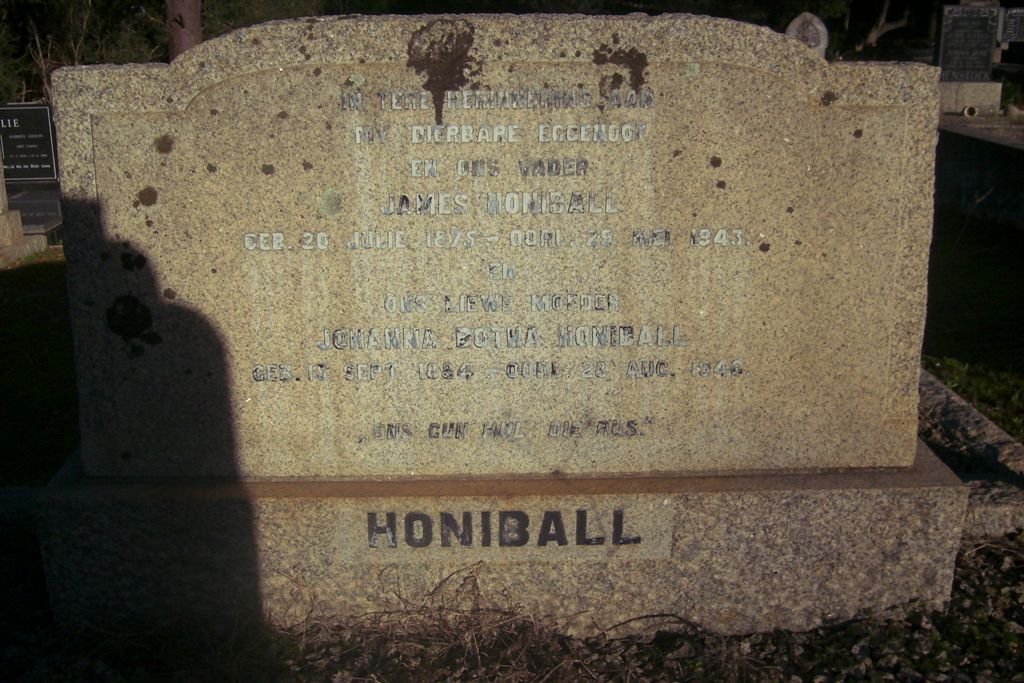 IN TERE HERINNERING AAN
MY DIERBARE EGGENOOT
EN ONS VADER
JAMES HONIBALL
GEB. 20 JULIE 1875 – OORL. 29 MEI 1943.
EN
ONS LIEWE MOEDER
JOHANNA BOTHA HONIBALL
GEB. SEPT. 1884 – OORL. 28 AUG. 1946
„ONS GUN HUL DIE RUS.“
HONIBALL
LIE